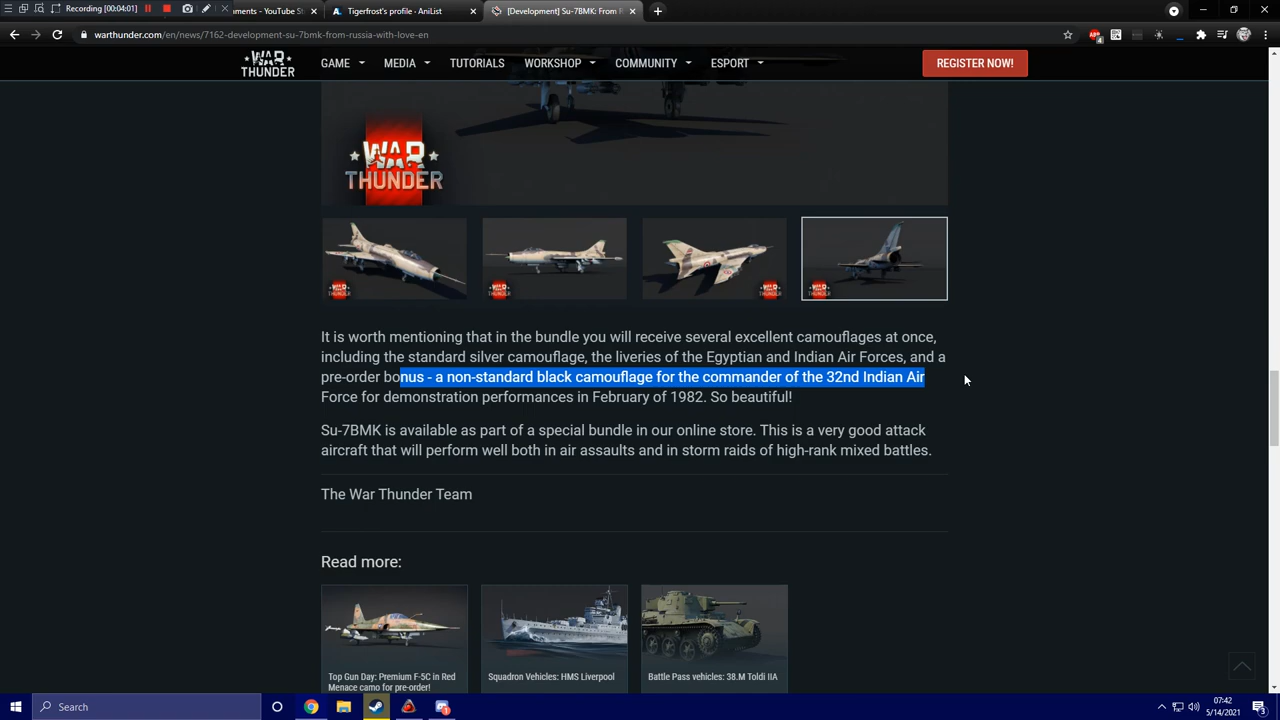 Recording [00:04:01]
ments - YouTube Stu
Tigerfrost's profile · AniList
[Development] Su-7BMK: From R
warthunder.com/en/news/7162-development-su-7bmk-from-russia-with-love-en
WAR THUNDER
GAME
MEDIA
TUTORIALS
WORKSHOP
COMMUNITY
ESPORT
REGISTER NOW!
WAR
THUNDER
It is worth mentioning that in the bundle you will receive several excellent camouflages at once,
including the standard silver camouflage, the liveries of the Egyptian and Indian Air Forces, and a
pre-order bonus - a non-standard black camouflage for the commander of the 32nd Indian Air
Force for demonstration performances in February of 1982. So beautiful!
Su-7BMK is available as part of a special bundle in our online store. This is a very good attack
aircraft that will perform well both in air assaults and in storm raids of high-rank mixed battles.
The War Thunder Team
Read more:
Top Gun Day: Premium F-5C in Red
Menace camo for pre-order!
Squadron Vehicles: HMS Liverpool
Battle Pass vehicles: 38.M Toldi IIA
Search
07:42
5/14/2021